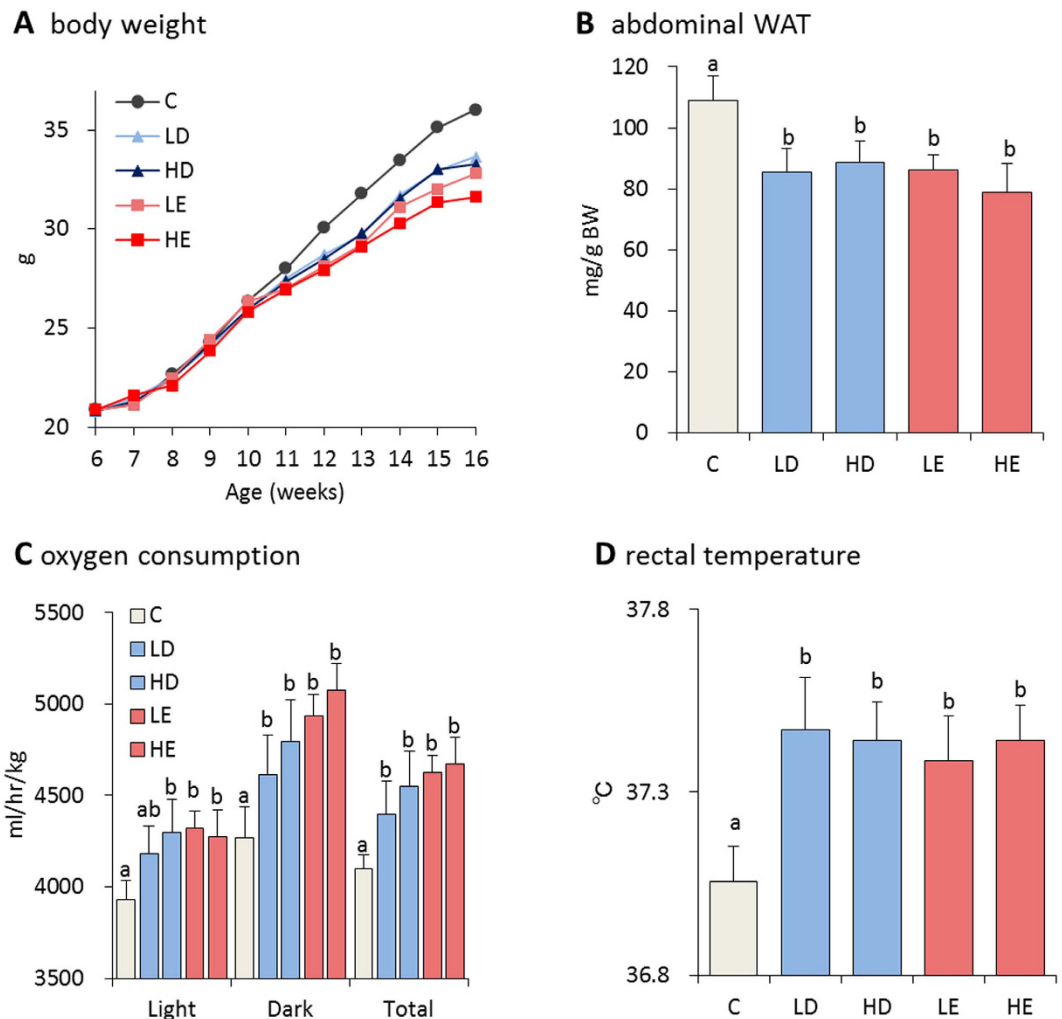 A body weight
C
LD
HD
LE
HE
35
30
25
20
g
6 7 8 9 10 11 12 13 14 15 16
Age (weeks)
B abdominal WAT
120
100
80
60
40
20
0
mg/g BW
a
b
b
b
b
C LD HD LE HE
C oxygen consumption
5500
5000
4500
4000
3500
ml/hr/kg
C
LD
HD
LE
HE
a ab b b b
a b b b b
a b b b b
Light Dark Total
D rectal temperature
37.8
37.3
36.8
°C
a
b
b
b
b
C LD HD LE HE